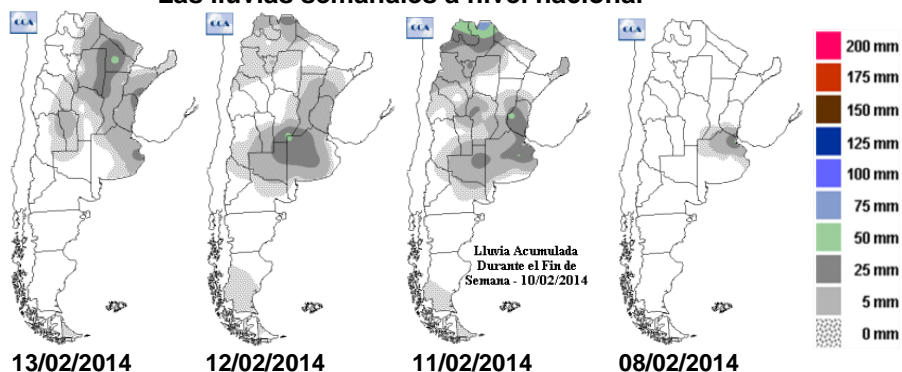 Las lluvias semanales a nivel nacional
CCA
CCA
CCA
CCA
200 mm
175 mm
150 mm
125 mm
100 mm
75 mm
50 mm
25 mm
5 mm
0 mm
Lluvia Acumulada
Durante el Fin de
Semana - 10/02/2014
13/02/2014
12/02/2014
11/02/2014
08/02/2014